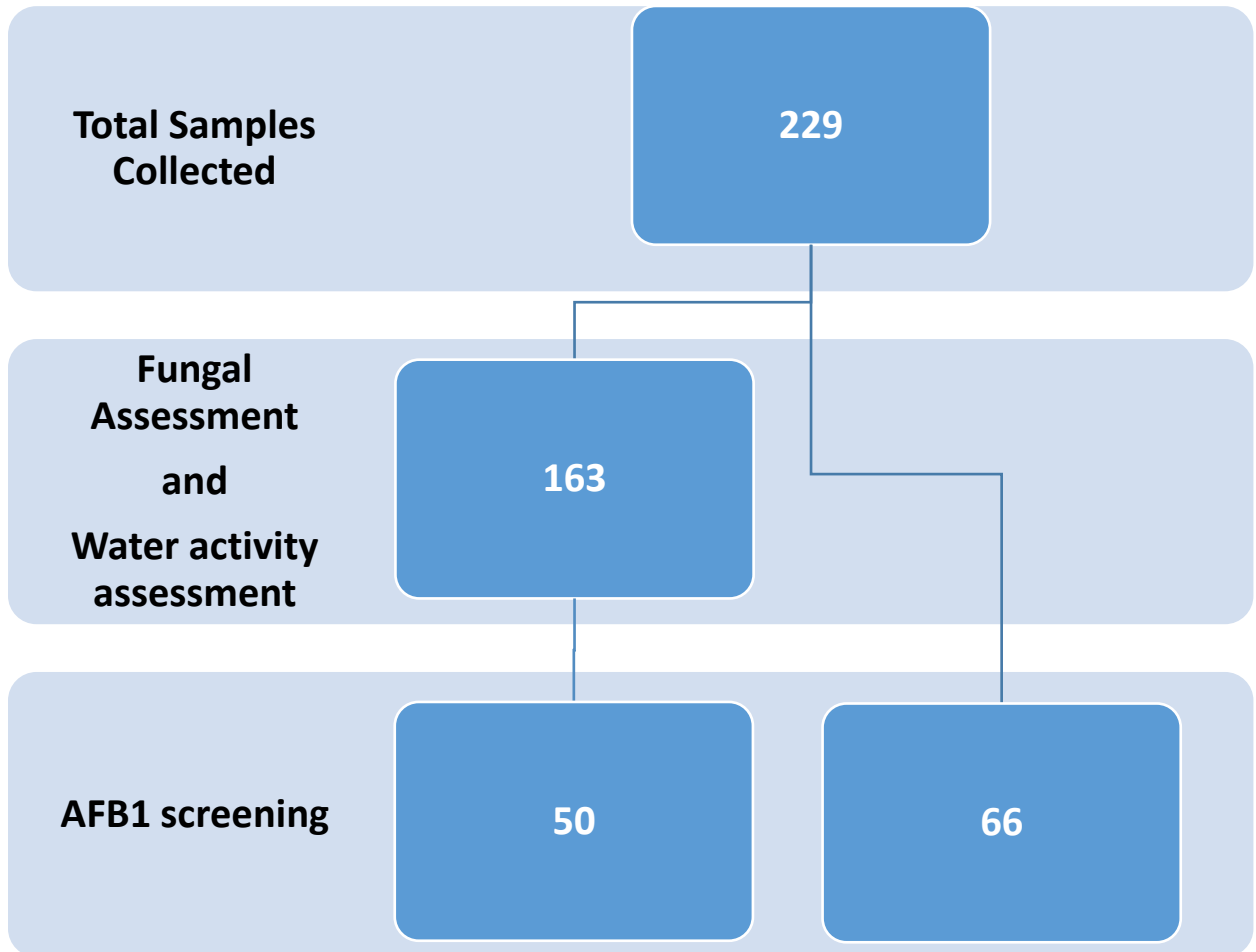 Total Samples
Collected
229
Fungal
Assessment
and
Water activity
assessment
163
AFB1 screening
50
66